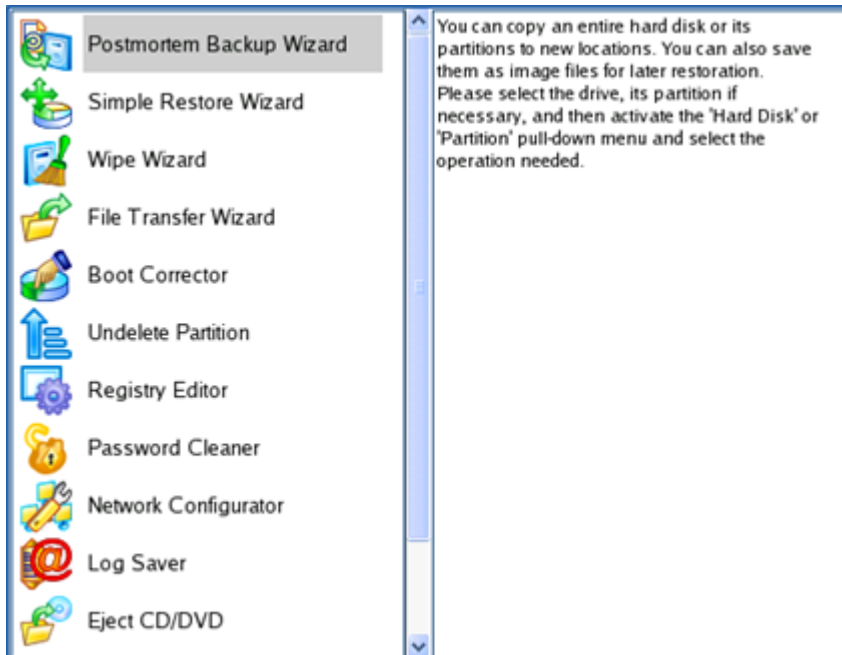 Postmortem Backup Wizard
Simple Restore Wizard
Wipe Wizard
File Transfer Wizard
Boot Corrector
Undelete Partition
Registry Editor
Password Cleaner
Network Configurator
Log Saver
Eject CD/DVD
You can copy an entire hard disk or its
partitions to new locations. You can also save
them as image files for later restoration.
Please select the drive, its partition if
necessary, and then activate the 'Hard Disk' or
'Partition' pull-down menu and select the
operation needed.